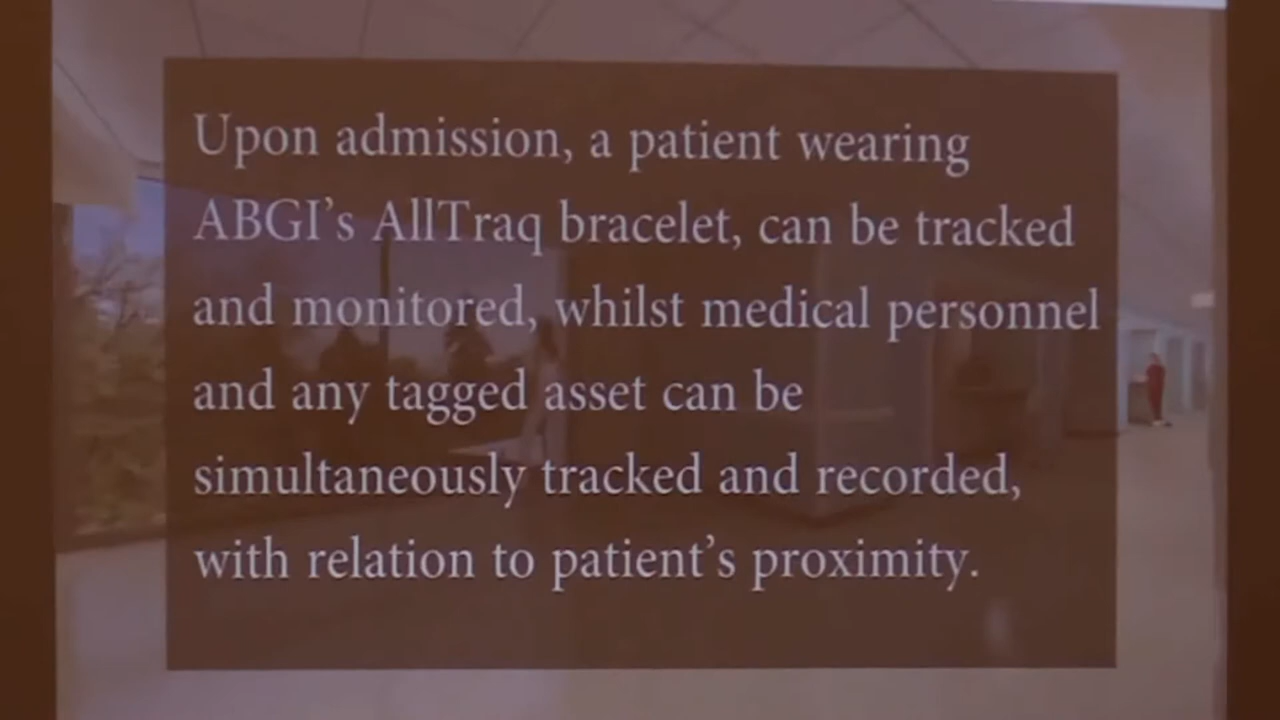 Upon admission, a patient wearing
ABGI’s AllTraq bracelet, can be tracked
and monitored, whilst medical personnel
and any tagged asset can be
simultaneously tracked and recorded,
with relation to patient’s proximity.